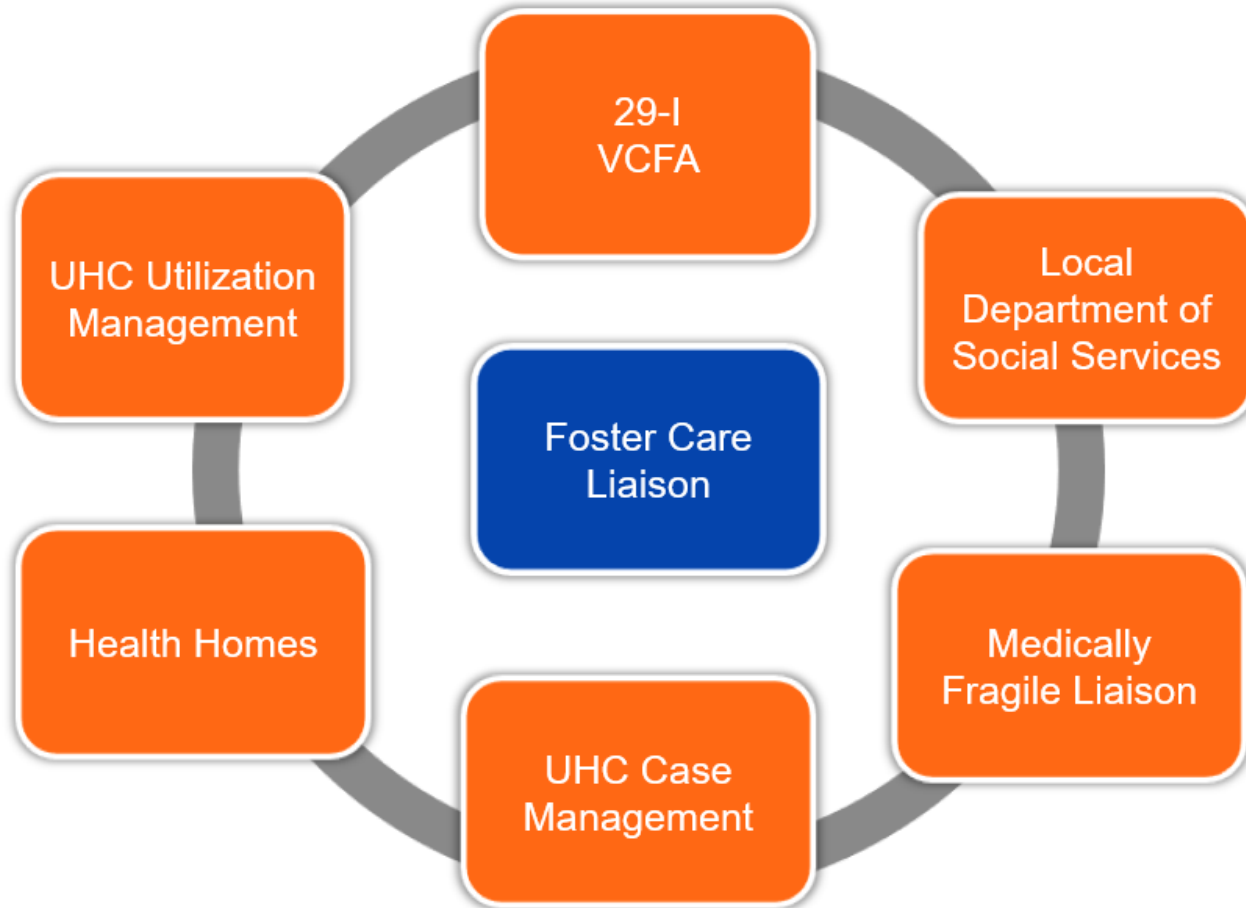 29-I
VCFA
Local
Department of
Social Services
Medically
Fragile Liaison
UHC Case
Management
Health Homes
UHC Utilization
Management
Foster Care
Liaison